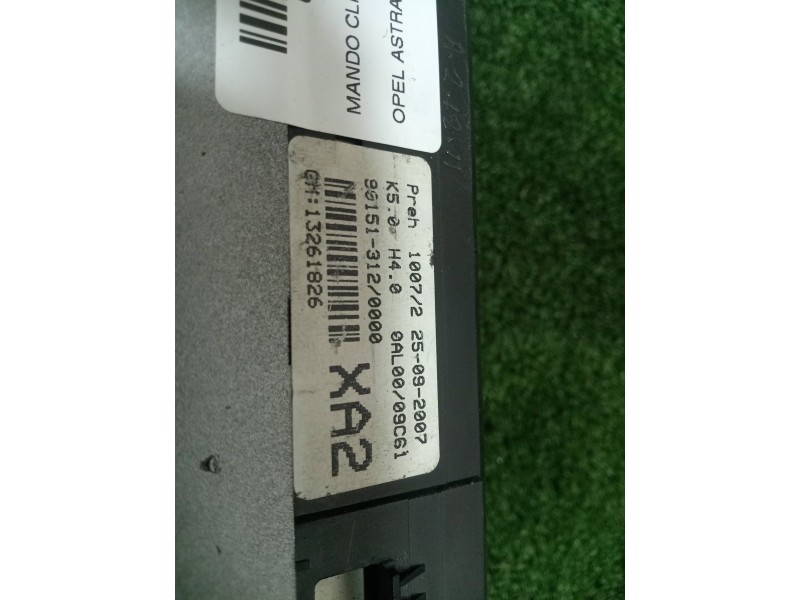 MANDO CLI
OPEL ASTRA
Preh 1007/2 25-09-2007
K5.0 H4.0 0AL00/09C61
90151-312/0000
GM:13261826
XA2